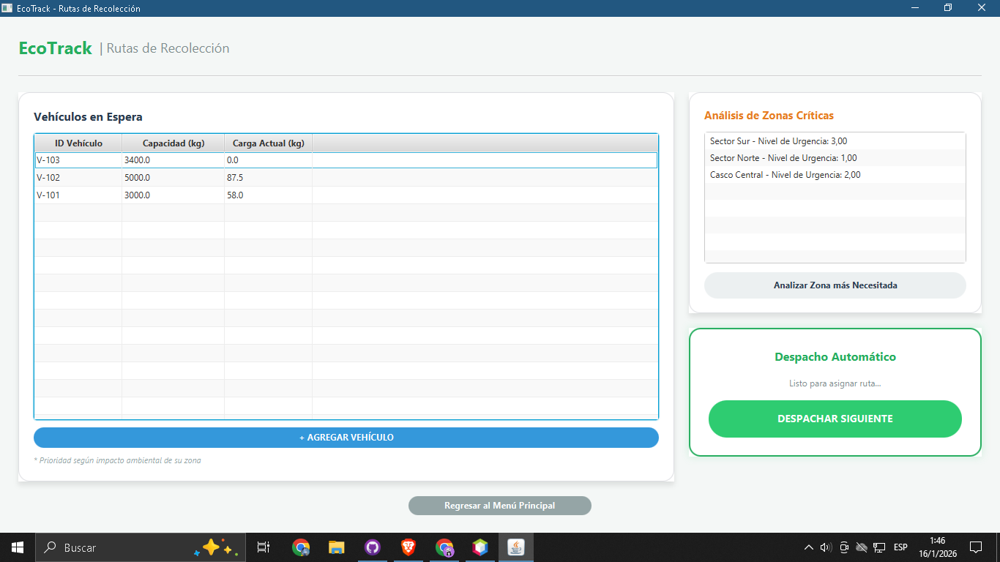 EcoTrack - Rutas de Recolección
EcoTrack | Rutas de Recolección
Vehículos en Espera
ID Vehículo Capacidad (kg) Carga Actual (kg)
V-103 3400.0 0.0
V-102 5000.0 87.5
V-101 3000.0 58.0
+ AGREGAR VEHÍCULO
* Prioridad según impacto ambiental de su zona
Análisis de Zonas Críticas
Sector Sur - Nivel de Urgencia: 3,00
Sector Norte - Nivel de Urgencia: 1,00
Casco Central - Nivel de Urgencia: 2,00
Analizar Zona más Necesitada
Despacho Automático
Listo para asignar ruta...
DESPACHAR SIGUIENTE
Regresar al Menú Principal
Buscar
ESP
1:46
16/1/2026